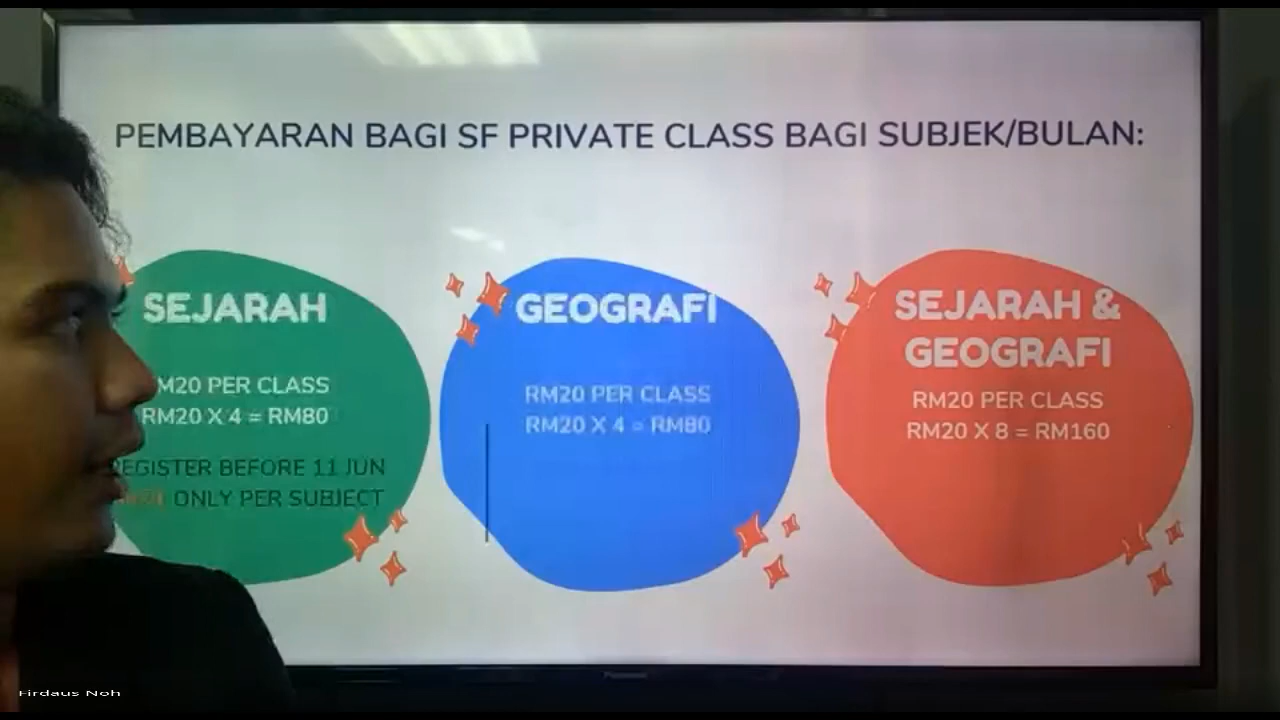 PEMBAYARAN BAGI SF PRIVATE CLASS BAGI SUBJEK/BULAN:
SEJARAH
M20 PER CLASS
RM20 X 4 = RM80
EGISTER BEFORE 11 JUN
ONLY PER SUBJECT
GEOGRAFI
RM20 PER CLASS
RM20 X 4 = RM80
SEJARAH &
GEOGRAFI
RM20 PER CLASS
RM20 X 8 = RM160
Firdaus Noh